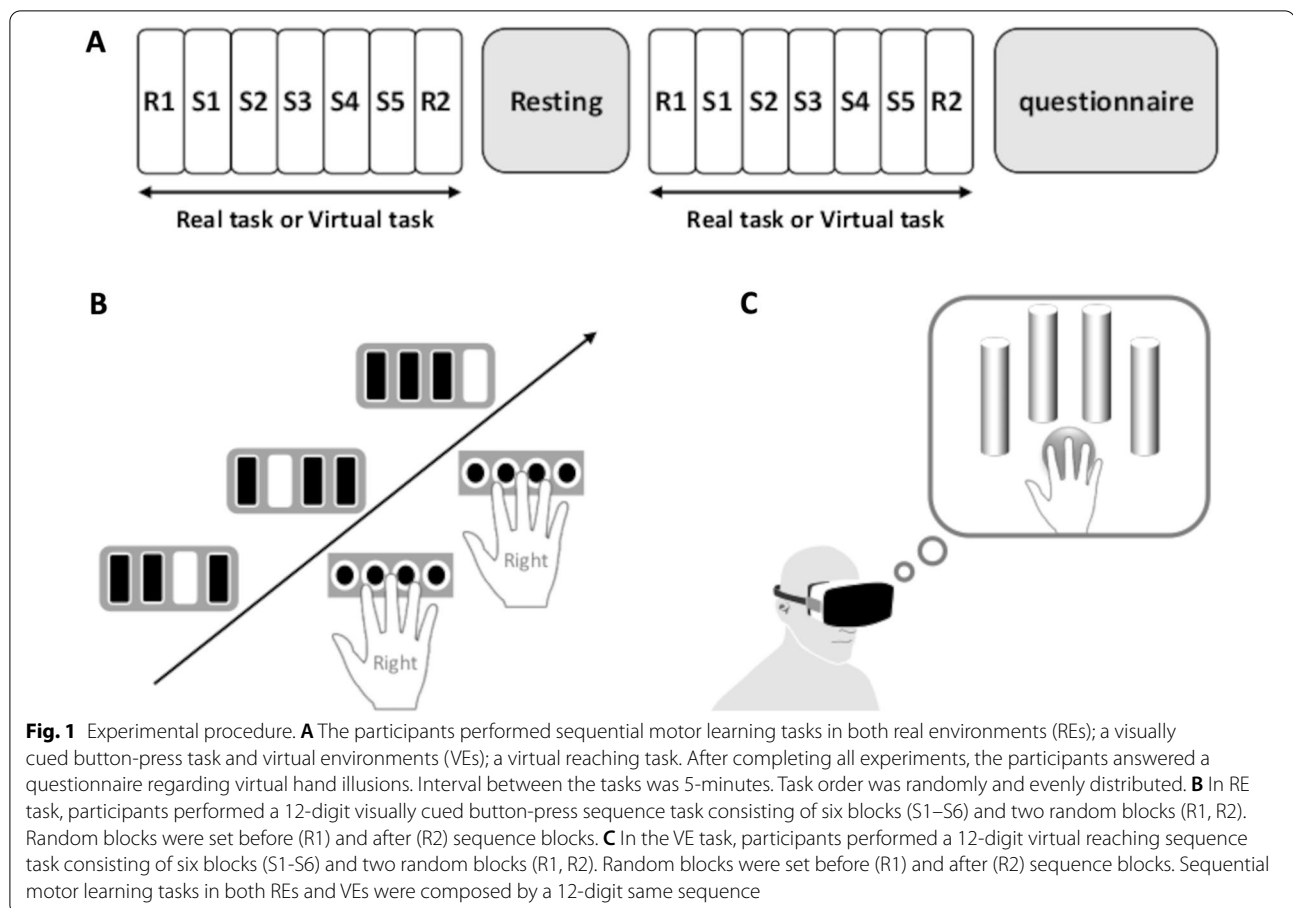 A
R1 S1 S2 S3 S4 S5 R2 Resting R1 S1 S2 S3 S4 S5 R2 questionnaire
Real task or Virtual task Real task or Virtual task
B
C
Right
Right
Fig. 1 Experimental procedure. A The participants performed sequential motor learning tasks in both real environments (REs); a visually
cued button-press task and virtual environments (VEs); a virtual reaching task. After completing all experiments, the participants answered a
questionnaire regarding virtual hand illusions. Interval between the tasks was 5-minutes. Task order was randomly and evenly distributed. B In RE
task, participants performed a 12-digit visually cued button-press sequence task consisting of six blocks (S1–S6) and two random blocks (R1, R2).
Random blocks were set before (R1) and after (R2) sequence blocks. C In the VE task, participants performed a 12-digit virtual reaching sequence
task consisting of six blocks (S1-S6) and two random blocks (R1, R2). Random blocks were set before (R1) and after (R2) sequence blocks. Sequential
motor learning tasks in both REs and VEs were composed by a 12-digit same sequence